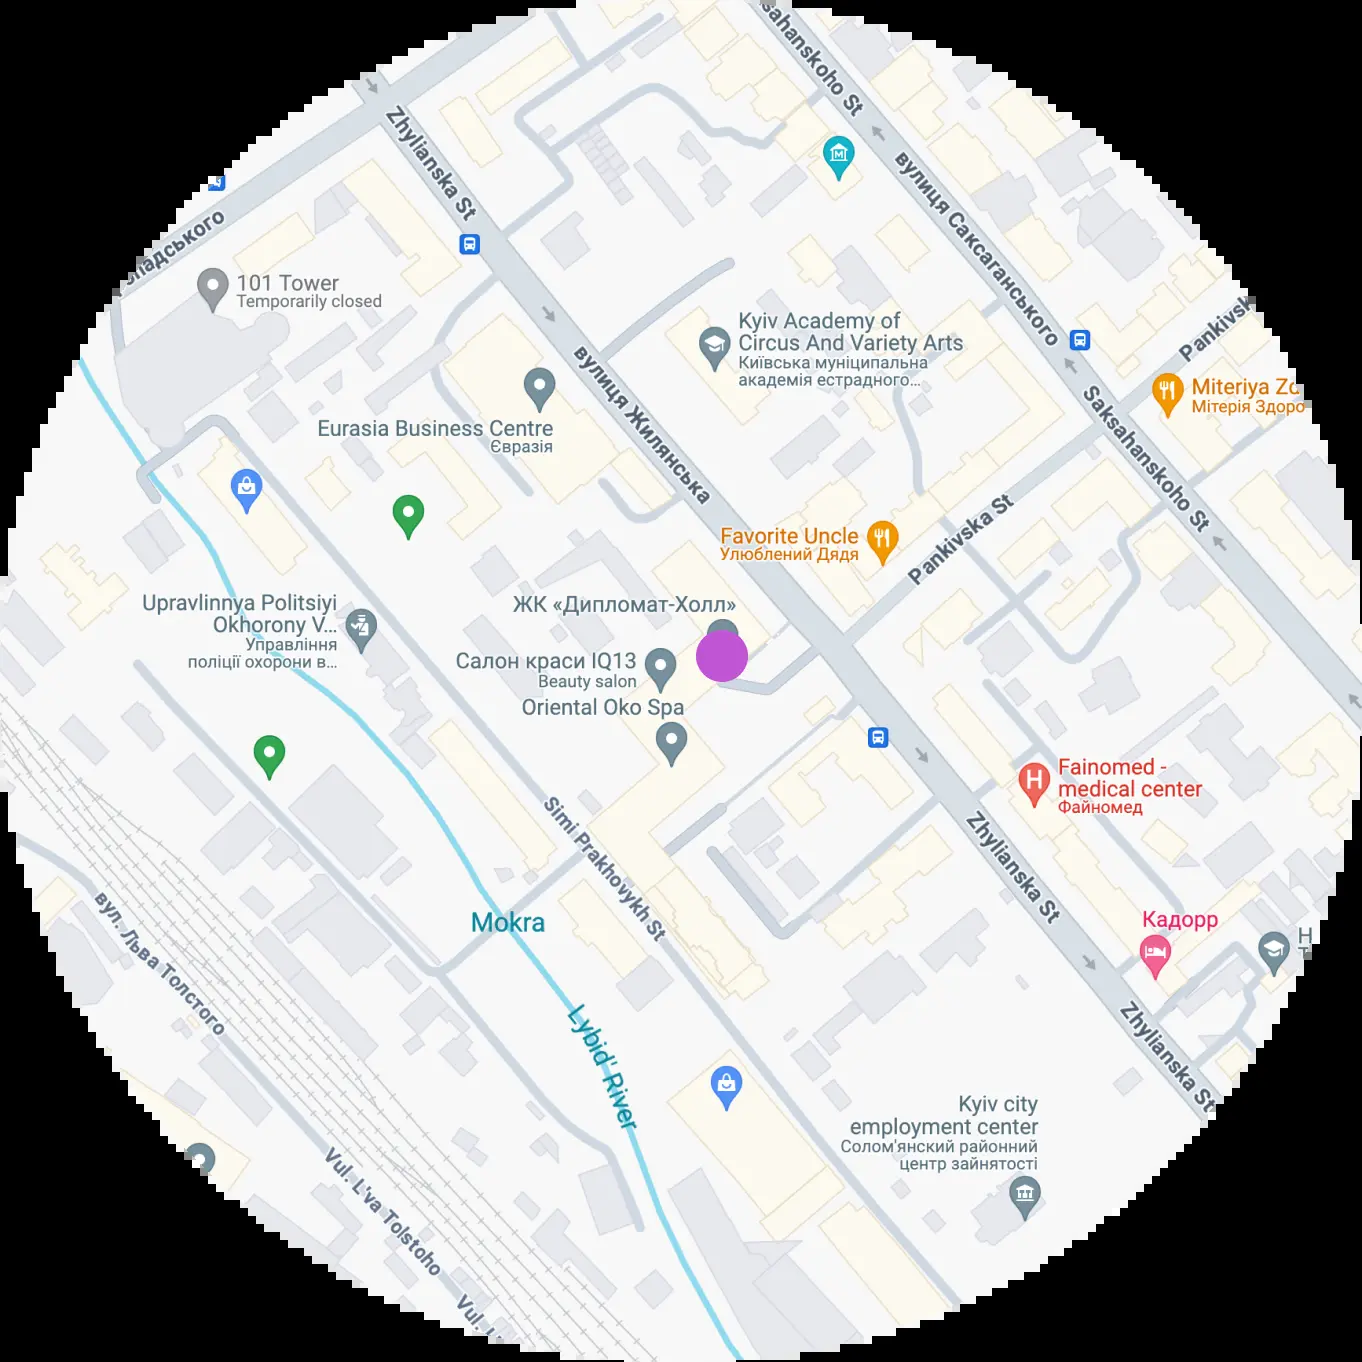 sahanskoho St
Zhylianska St
вулиця Саксаганського
101 Tower
Temporarily closed
Pankivsk
Kyiv Academy of
Circus And Variety Arts
Київська муніципальна
академія естрадного...
вулиця Жилянська
Miteriya Zd
Мітерія Здоро
Saksahanskoho St
Eurasia Business Centre
Євразія
Favorite Uncle
Улюблений Дядя
Pankivska St
Upravlinnya Politsiyi
Okhorony V...
Управління
поліції охорони в...
ЖК «Дипломат-Холл»
Салон краси IQ13
Beauty salon
Oriental Oko Spa
Fainomed -
medical center
Файномед
Simi Prakhovykh St
Zhylianska St
Mokra
Кадорр
Н
Т
вул. Льва Толстого
Lybid' River
Zhylianska St
Kyiv city
employment center
Солом'янский районний
центр зайнятості
Vul. L'va Tolstoho
Vul.